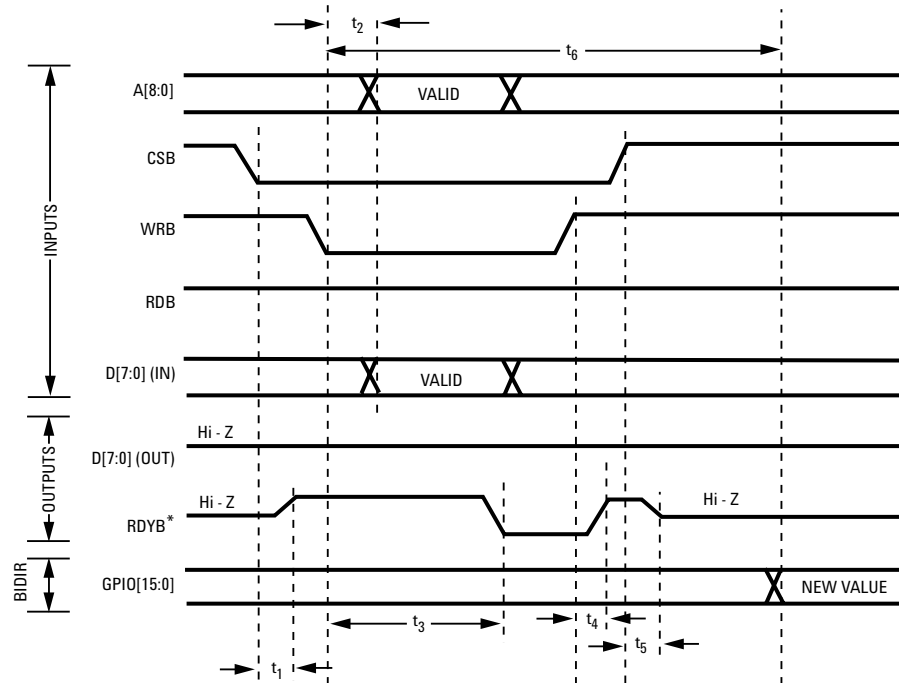 t2
t6
INPUTS
A[8:0]
VALID
CSB
WRB
RDB
D[7:0] (IN)
VALID
OUTPUTS
Hi - Z
D[7:0] (OUT)
Hi - Z
Hi - Z
RDYB*
BIDIR
GPIO[15:0]
NEW VALUE
t3
t4
t5
t1